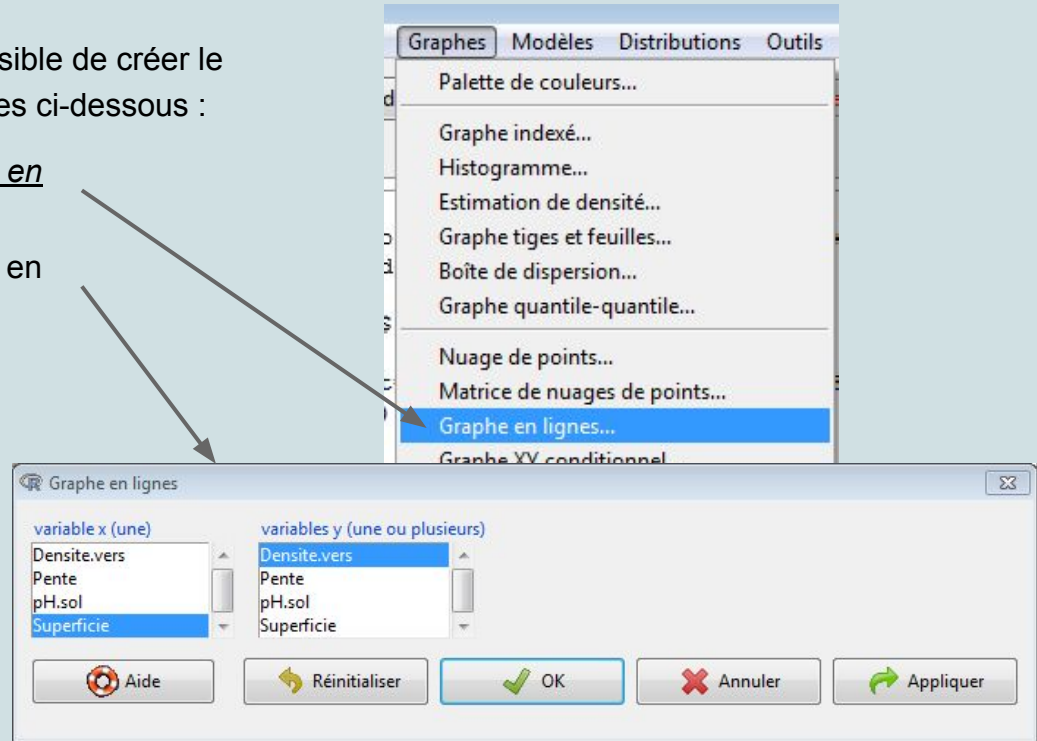 sible de créer le
es ci-dessous :
en
en
Graphes Modèles Distributions Outils
Palette de couleurs...
Graphe indexé...
Histogramme...
Estimation de densité...
Graphe tiges et feuilles...
Boîte de dispersion...
Graphe quantile-quantile...
Nuage de points...
Matrice de nuages de points...
Graphe en lignes...
Graphe XY conditionnel
Graphe en lignes
variable x (une) variables y (une ou plusieurs)
Densite.vers Densite.vers
Pente Pente
pH.sol pH.sol
Superficie Superficie
Aide Réinitialiser OK Annuler Appliquer